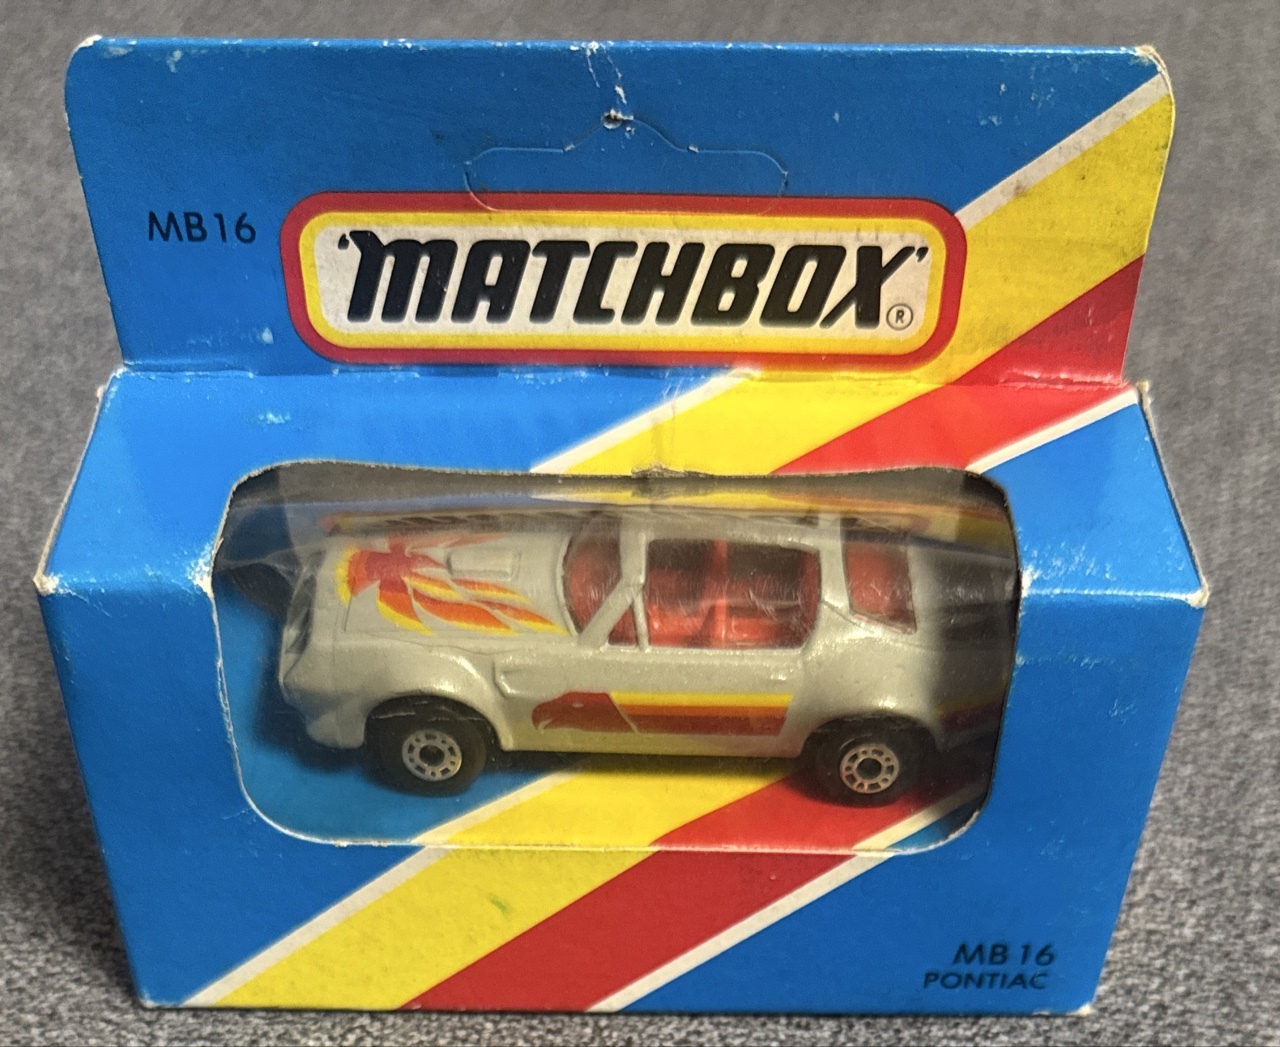 MB16
'MATCHBOX'®
MB 16
PONTIAC